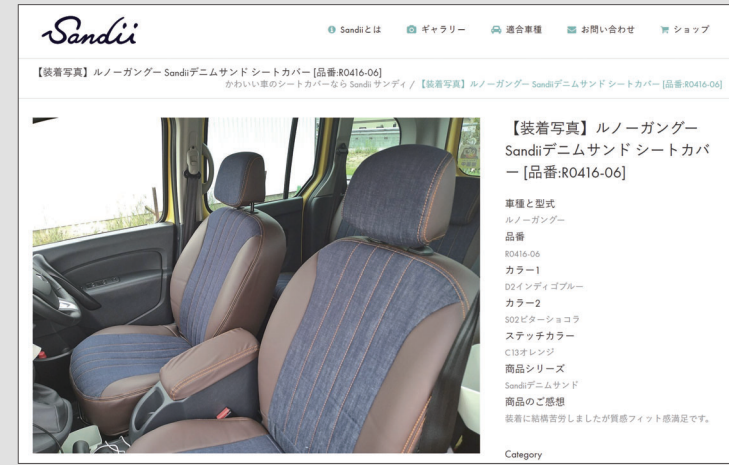 Sandii
Sandiiとは ギャラリー 適合車種 お問い合わせ ショップ
【装着写真】ルノーガングー Sandiiデニムサンド シートカバー [品番:R0416-06]
かわいい車のシートカバーなら Sandii サンディ / 【装着写真】ルノーガングー Sandiiデニムサンド シートカバー [品番:R0416-06]
【装着写真】ルノーガングー
Sandiiデニムサンド シートカバ
ー [品番:R0416-06]
車種と型式
ルノーガングー
品番
R0416-06
カラー1
D2インディゴブルー
カラー2
S02ビターショコラ
ステッチカラー
C13オレンジ
商品シリーズ
Sandiiデニムサンド
商品のご感想
装着に結構苦労しましたが質感フィット感満足です。
Category